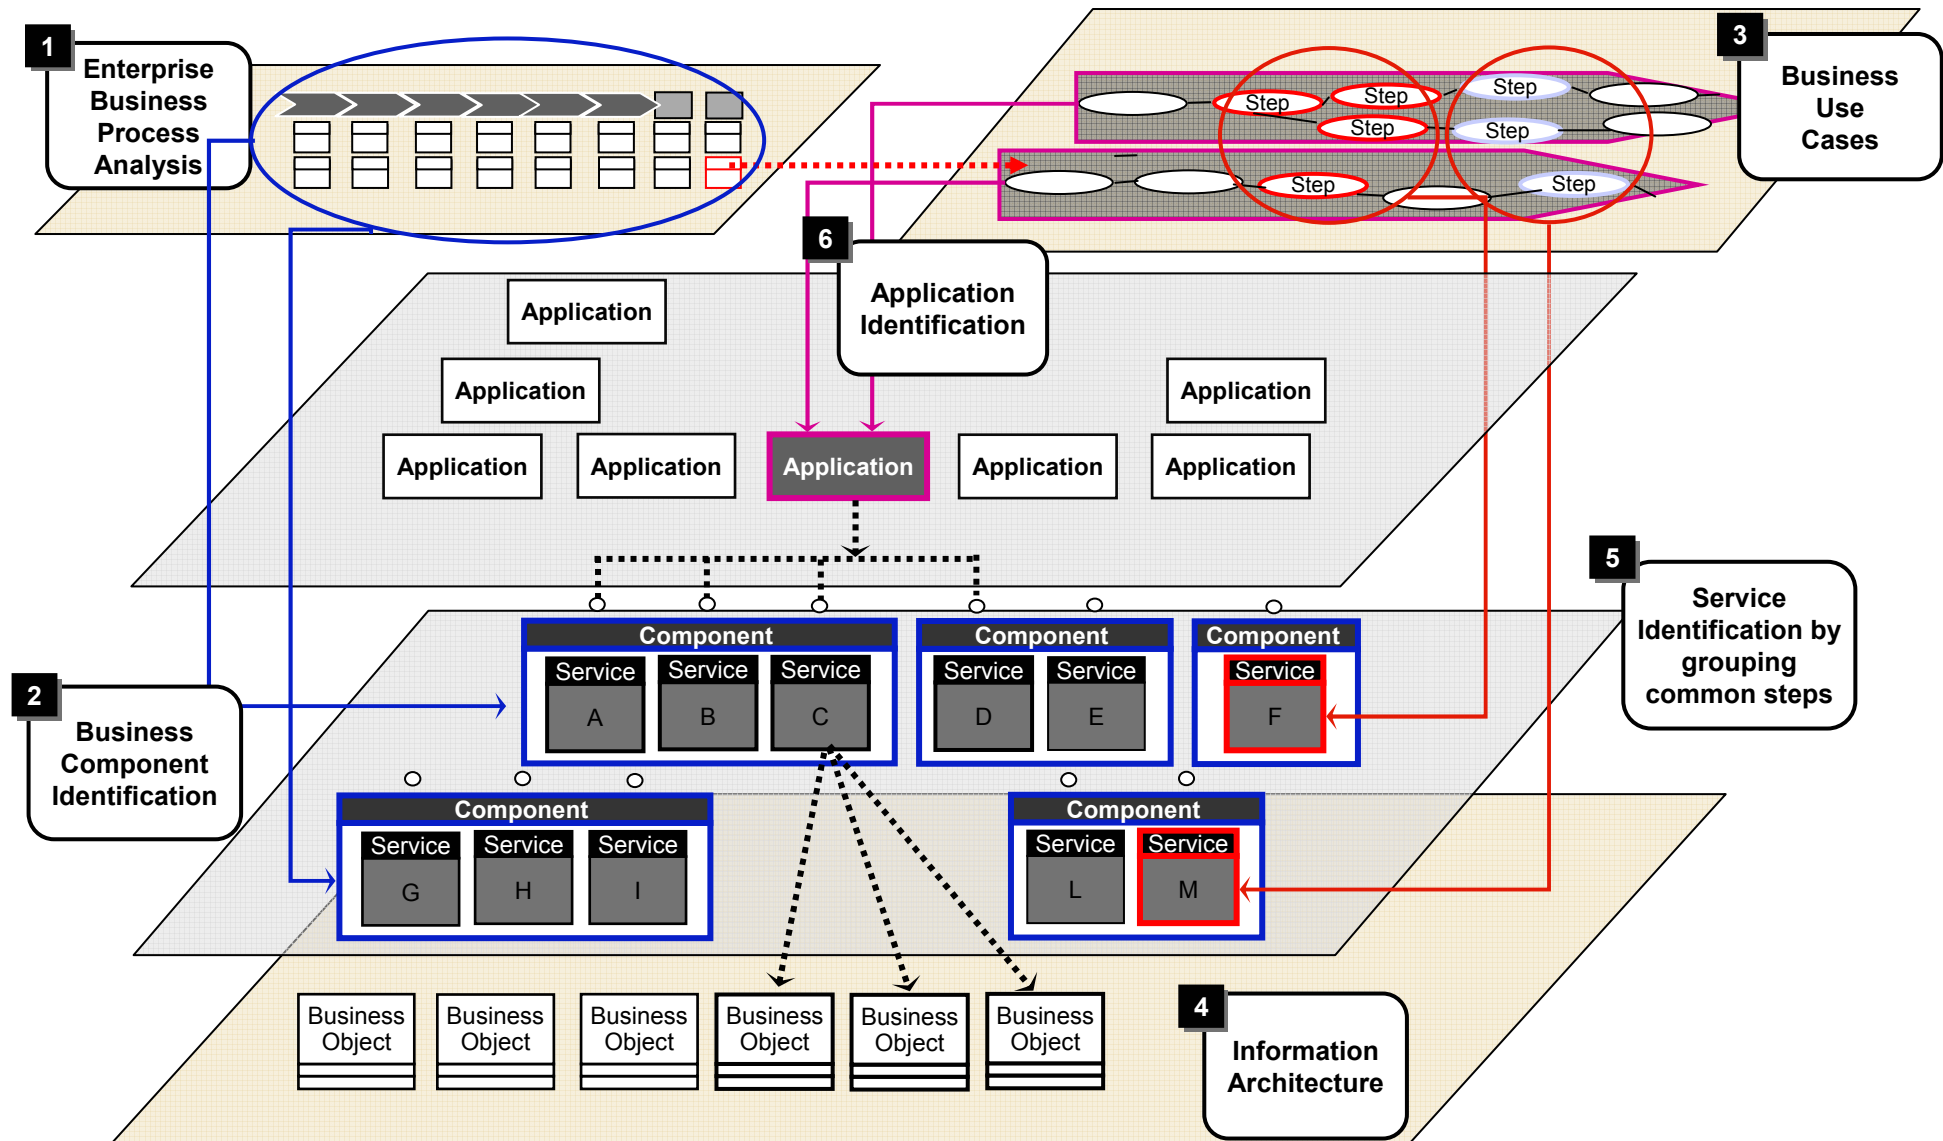 1
Enterprise
Business
Process
Analysis
3
Business
Use
Cases
Step
Step
Step
Step
Step
Step
Step
6
Application
Identification
Application
Application
Application
Application
Application
Application
Application
Application
5
Service
Identification by
grouping
common steps
2
Business
Component
Identification
Component
Service
A
Service
B
Service
C
Component
Service
D
Service
E
Component
Service
F
Component
Service
G
Service
H
Service
I
Component
Service
L
Service
M
Business
Object
Business
Object
Business
Object
Business
Object
Business
Object
Business
Object
4
Information
Architecture